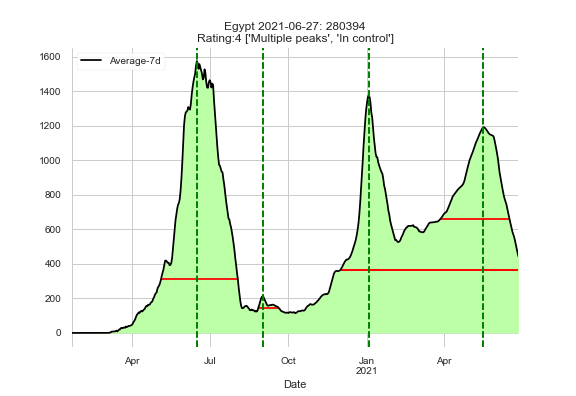 Egypt 2021-06-27: 280394
Rating:4 ['Multiple peaks', 'In control']
Average-7d
1600
1400
1200
1000
800
600
400
200
0
Apr
Jul
Oct
Jan
2021
Apr
Date